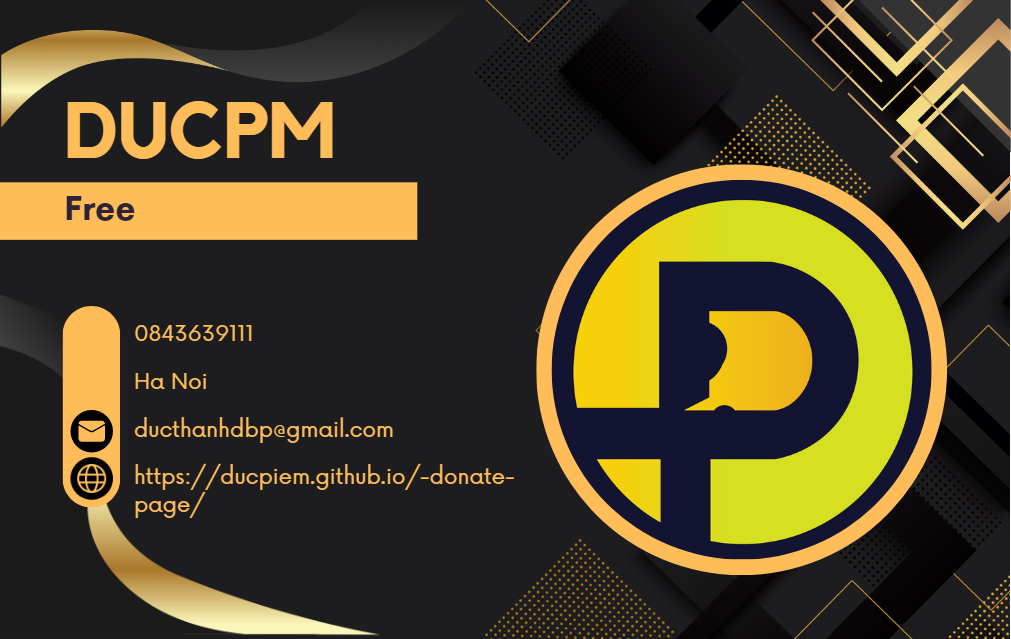 DUCPM
Free
0843639111
Ha Noi
ducthanhdbp@gmail.com
https://ducpiem.github.io/-donate-
page/